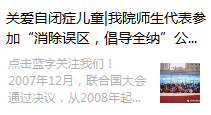 关爱自闭症儿童|我院师生代表参
加“消除误区，倡导全纳”公...
点击蓝字关注我们！
2007年12月，联合国大会
通过决议，从2008年起...